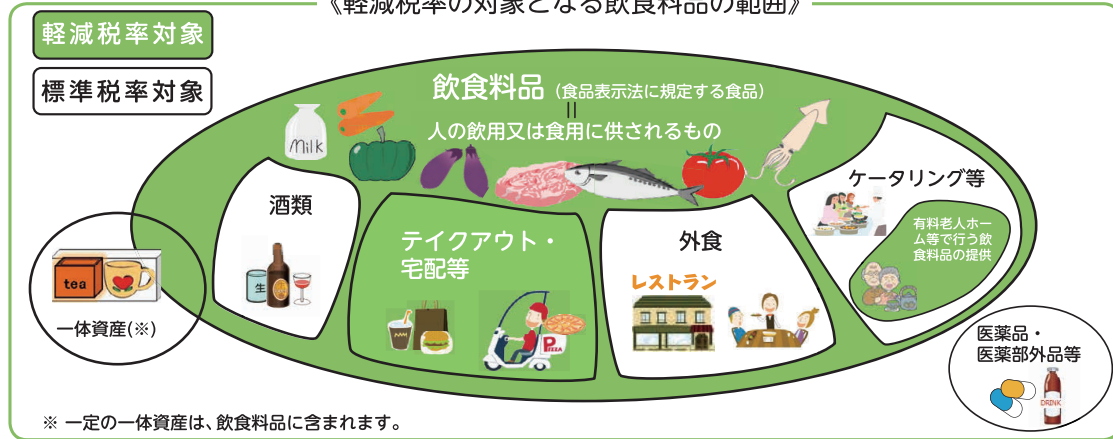 《軽減税率の対象となる飲食料品の範囲》
軽減税率対象
標準税率対象
飲食料品（食品表示法に規定する食品）
＝
人の飲用又は食用に供されるもの
Milk
酒類
生
テイクアウト・
宅配等
PIZZA
外食
レストラン
ケータリング等
有料老人ホー
ム等で行う飲
食料品の提供
tea
一体資産(※)
医薬品・
医薬部外品等
DRINK
※ 一定の一体資産は、飲食料品に含まれます。